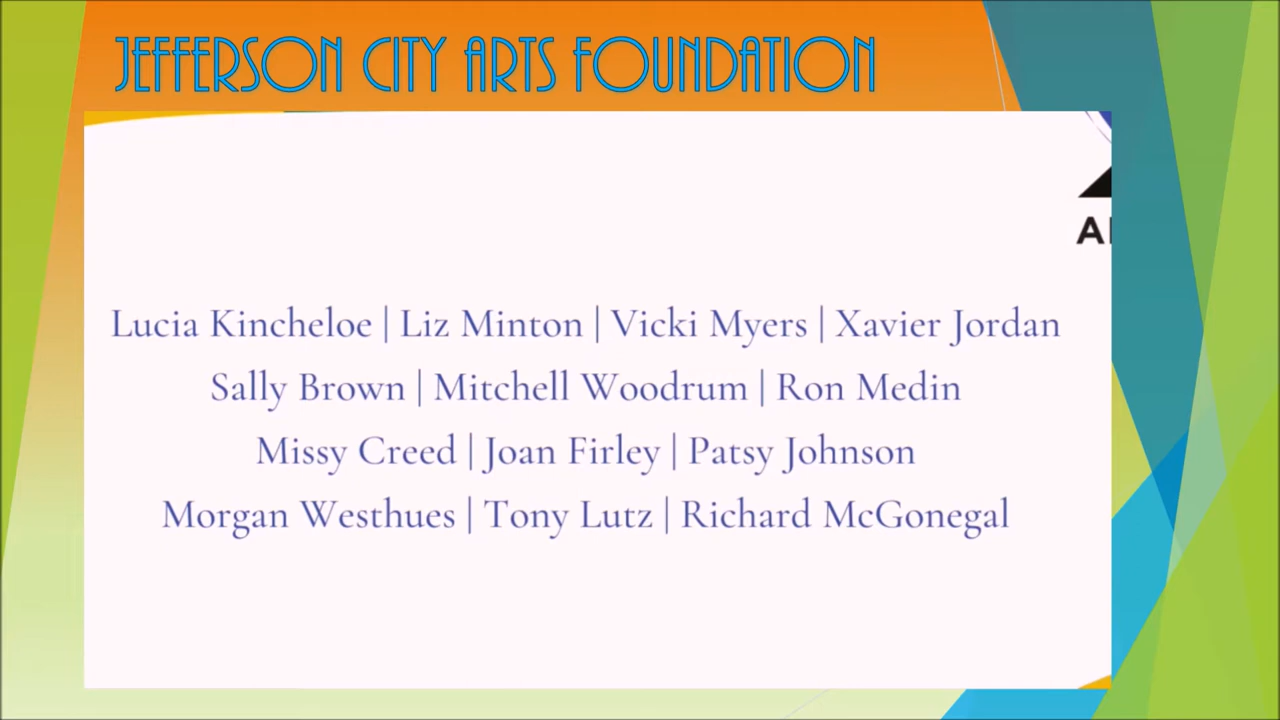 JEFFERSON CITY ARTS FOUNDATION
Lucia Kincheloe | Liz Minton | Vicki Myers | Xavier Jordan
Sally Brown | Mitchell Woodrum | Ron Medin
Missy Creed | Joan Firley | Patsy Johnson
Morgan Westhues | Tony Lutz | Richard McGonegal